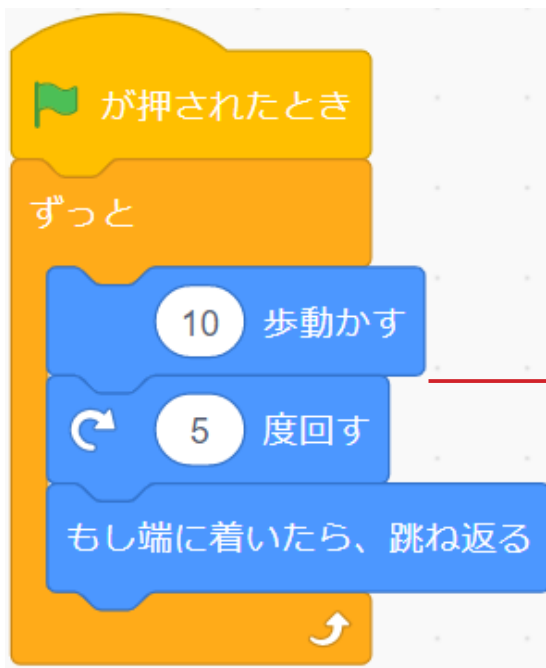 が押されたとき
ずっと
10 歩動かす
5 度回す
もし端に着いたら、跳ね返る